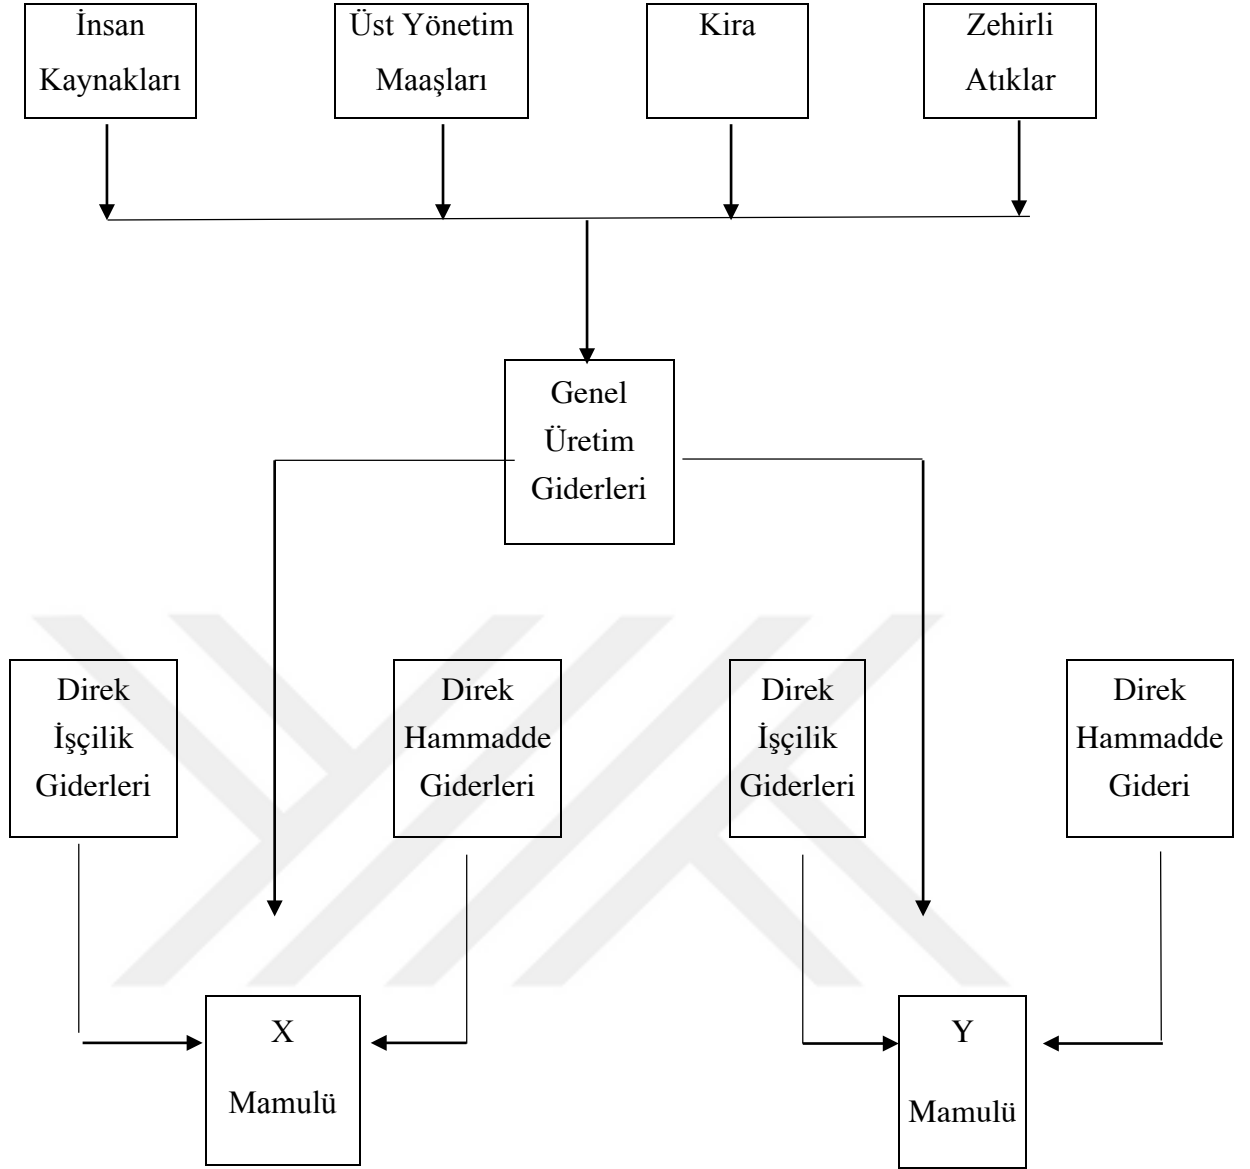 İnsan
Kaynakları
Üst Yönetim
Maaşları
Kira
Zehirli
Atıklar
Genel
Üretim
Giderleri
Direk
İşçilik
Giderleri
Direk
Hammadde
Giderleri
Direk
İşçilik
Giderleri
Direk
Hammadde
Gideri
X
Mamulü
Y
Mamulü